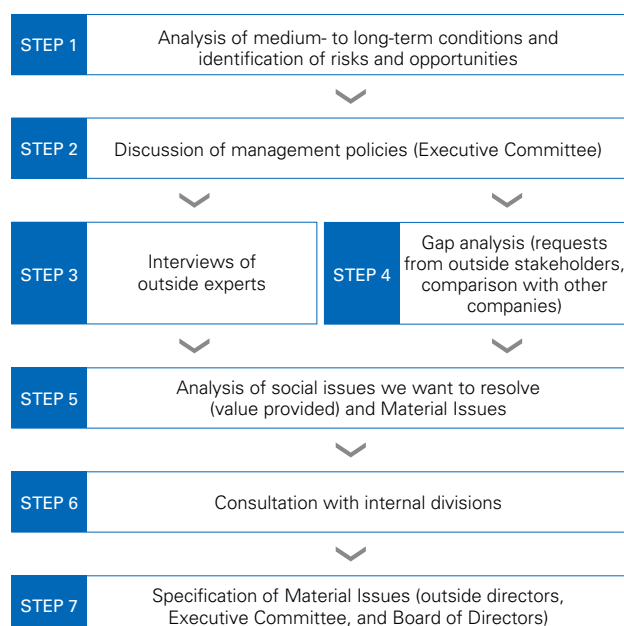 STEP 1
Analysis of medium- to long-term conditions and
identification of risks and opportunities
STEP 2
Discussion of management policies (Executive Committee)
STEP 3
Interviews of
outside experts
STEP 4
Gap analysis (requests
from outside stakeholders,
comparison with other
companies)
STEP 5
Analysis of social issues we want to resolve
(value provided) and Material Issues
STEP 6
Consultation with internal divisions
STEP 7
Specification of Material Issues (outside directors,
Executive Committee, and Board of Directors)